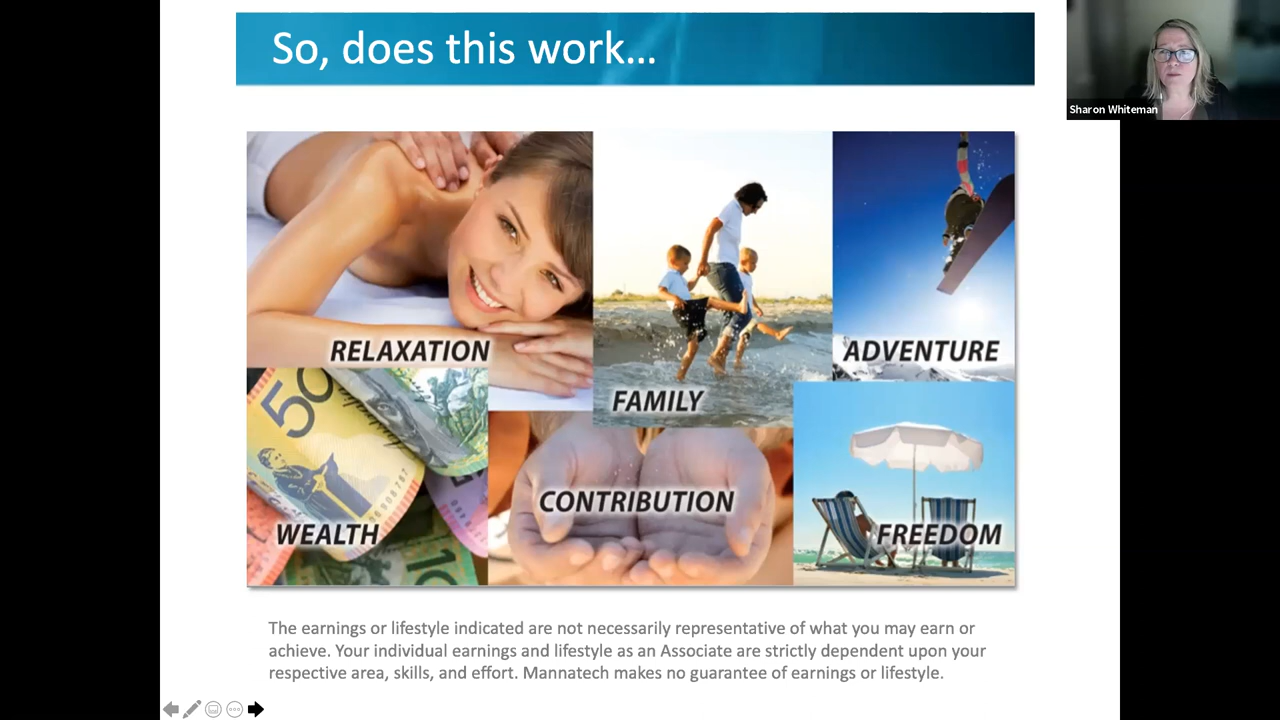 So, does this work...
Sharon Whiteman
RELAXATION
FAMILY
ADVENTURE
50
WEALTH
CONTRIBUTION
FREEDOM
The earnings or lifestyle indicated are not necessarily representative of what you may earn or
achieve. Your individual earnings and lifestyle as an Associate are strictly dependent upon your
respective area, skills, and effort. Mannatech makes no guarantee of earnings or lifestyle.